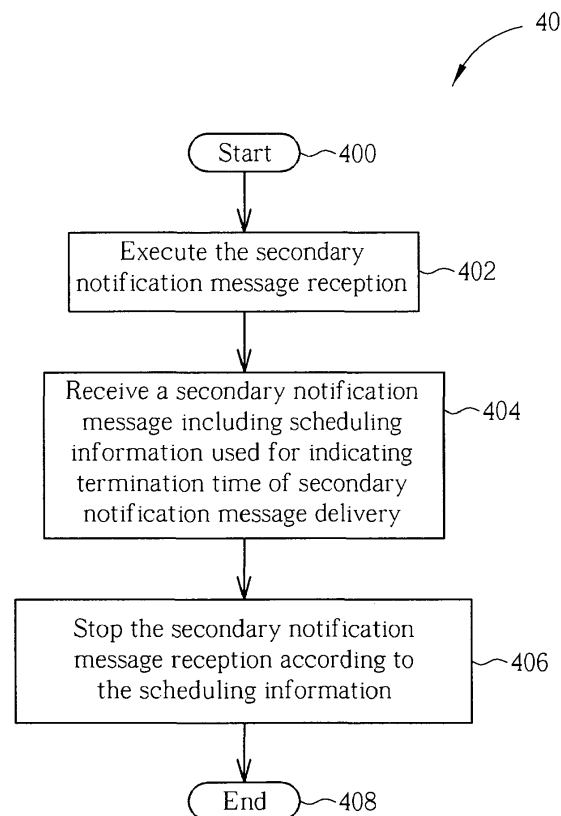 40
Start
400
Execute the secondary
notification message reception
402
Receive a secondary notification
message including scheduling
information used for indicating
termination time of secondary
notification message delivery
404
Stop the secondary notification
message reception according to
the scheduling information
406
End
408